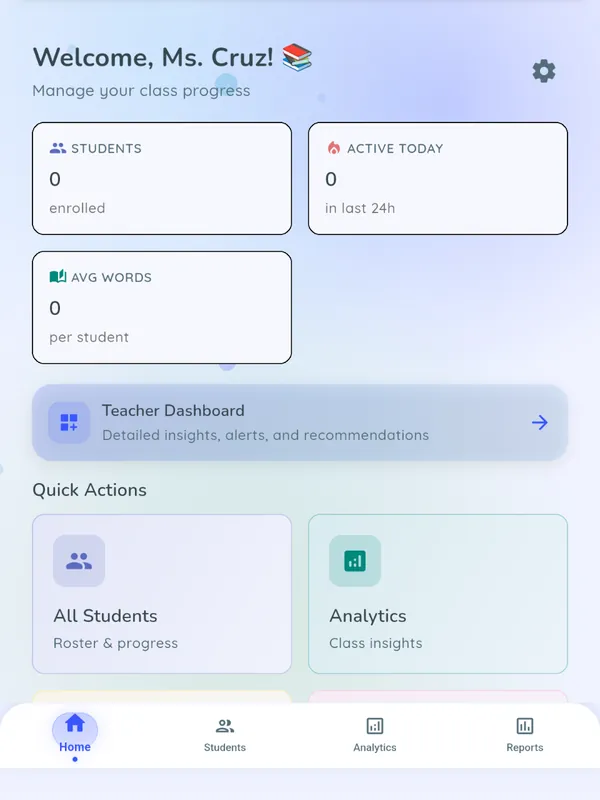 Welcome, Ms. Cruz! 📚
Manage your class progress
STUDENTS
0
enrolled
ACTIVE TODAY
0
in last 24h
AVG WORDS
0
per student
Teacher Dashboard
Detailed insights, alerts, and recommendations
Quick Actions
All Students
Roster & progress
Analytics
Class insights
Home
Students
Analytics
Reports